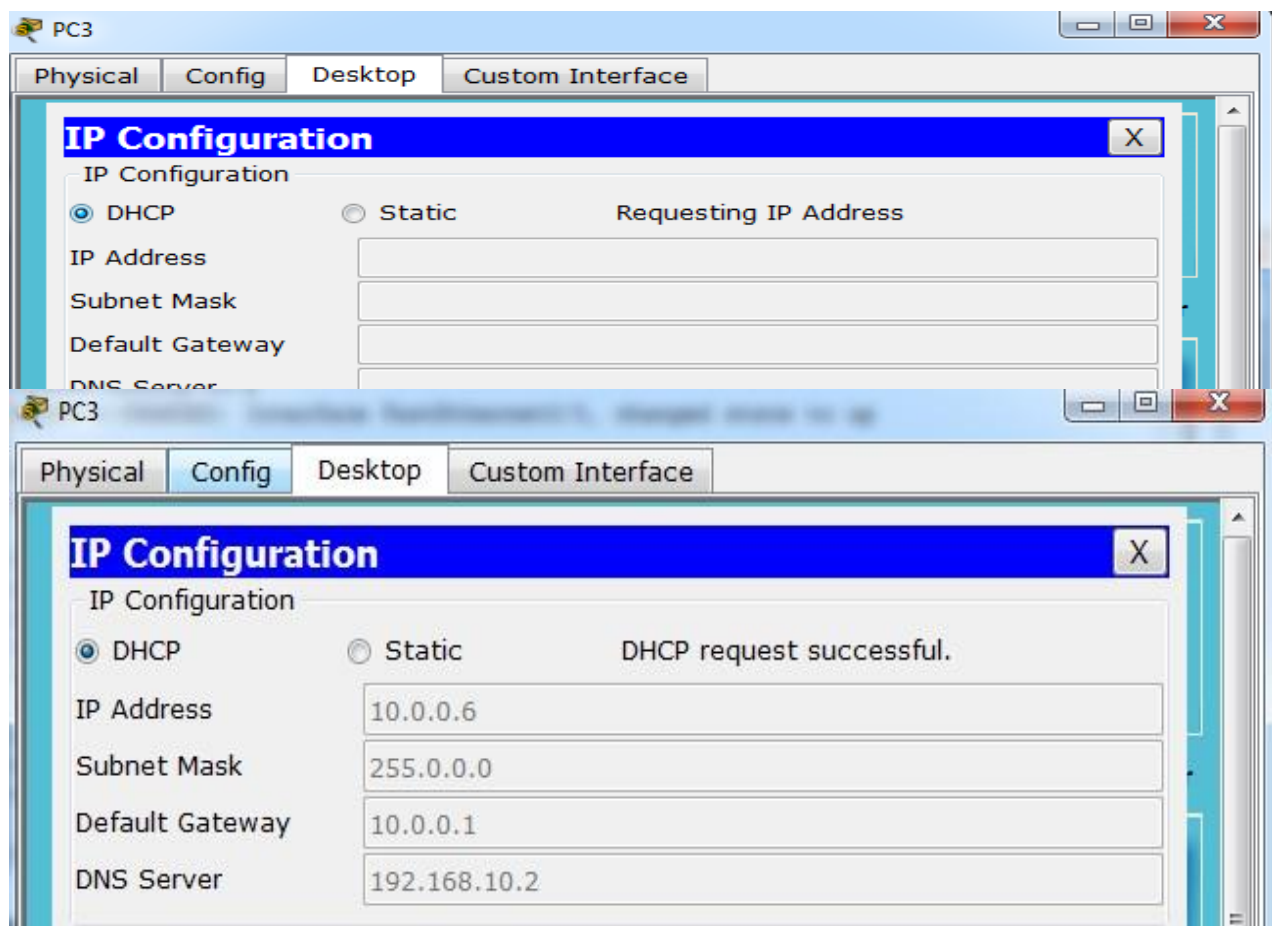 PC3
Physical Config Desktop Custom Interface
IP Configuration X
IP Configuration
DHCP Static Requesting IP Address
IP Address
Subnet Mask
Default Gateway
DNS Server
PC3
Physical Config Desktop Custom Interface
IP Configuration X
IP Configuration
DHCP Static DHCP request successful.
IP Address 10.0.0.6
Subnet Mask 255.0.0.0
Default Gateway 10.0.0.1
DNS Server 192.168.10.2